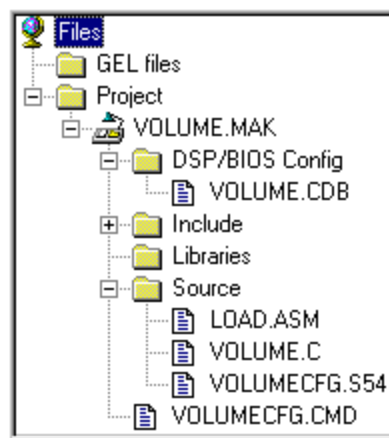 Files
GEL files
Project
VOLUME.MAK
DSP/BIOS Config
VOLUME.CDB
Include
Libraries
Source
LOAD.ASM
VOLUME.C
VOLUMECFG.S54
VOLUMECFG.CMD